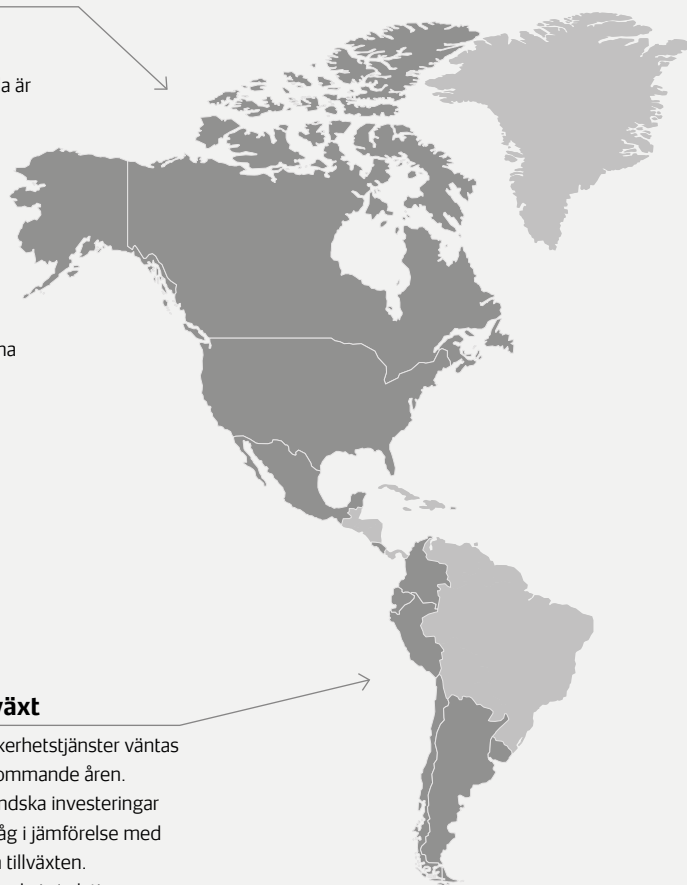 a är
na
växt
kerhetstjänster väntas
ommande åren.
ndska investeringar
åg i jämförelse med
tillväxten.